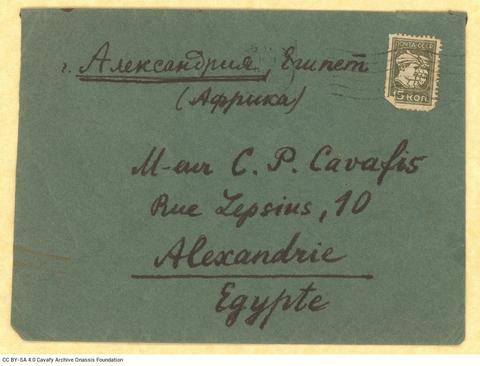 г. Александрия, Египет
(Африка)
ПОЧТА СССР
15 КОП.
M-eur C. P. Cavafis
Rue Lepsius, 10
Alexandrie
Egypte
CC BY-SA 4.0 Cavafy Archive Onassis Foundation